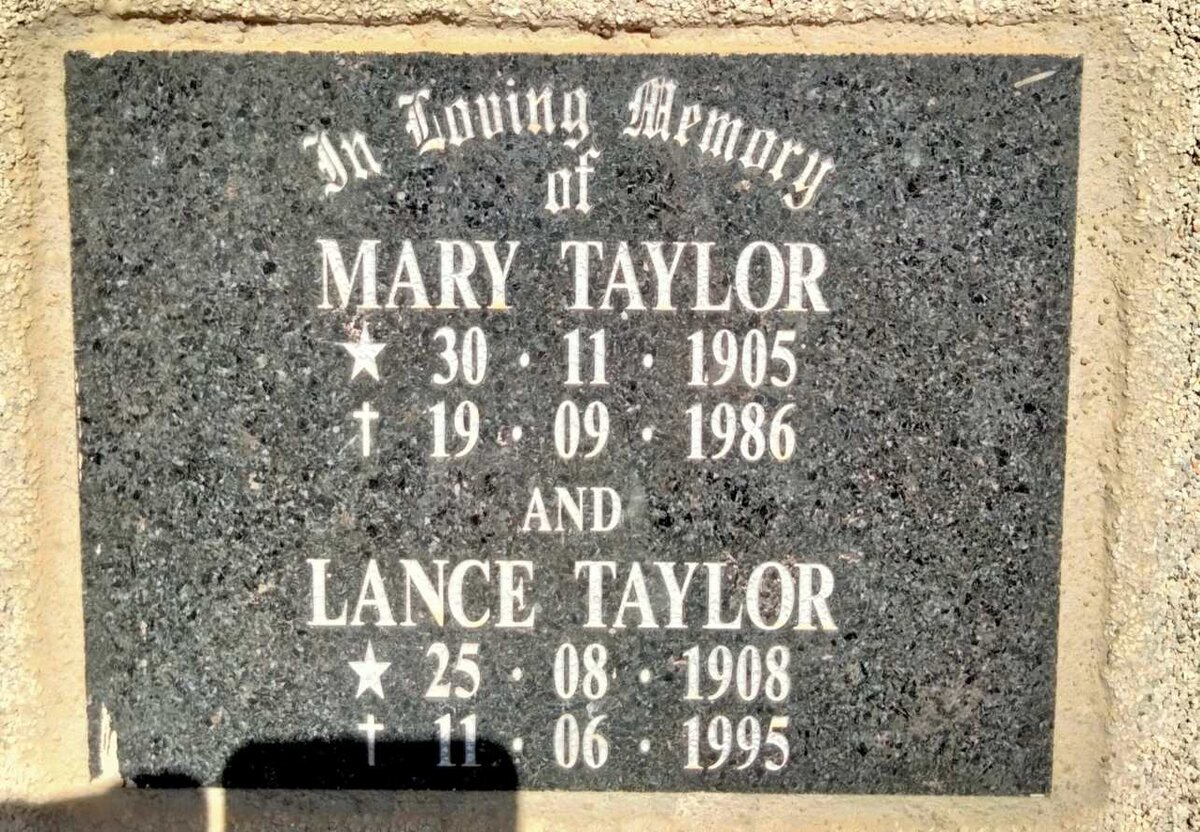 In Loving Memory
of
MARY TAYLOR
★ 30 · 11 · 1905
✝ 19 · 09 · 1986
AND
LANCE TAYLOR
★ 25 · 08 · 1908
✝ 11 · 06 · 1995